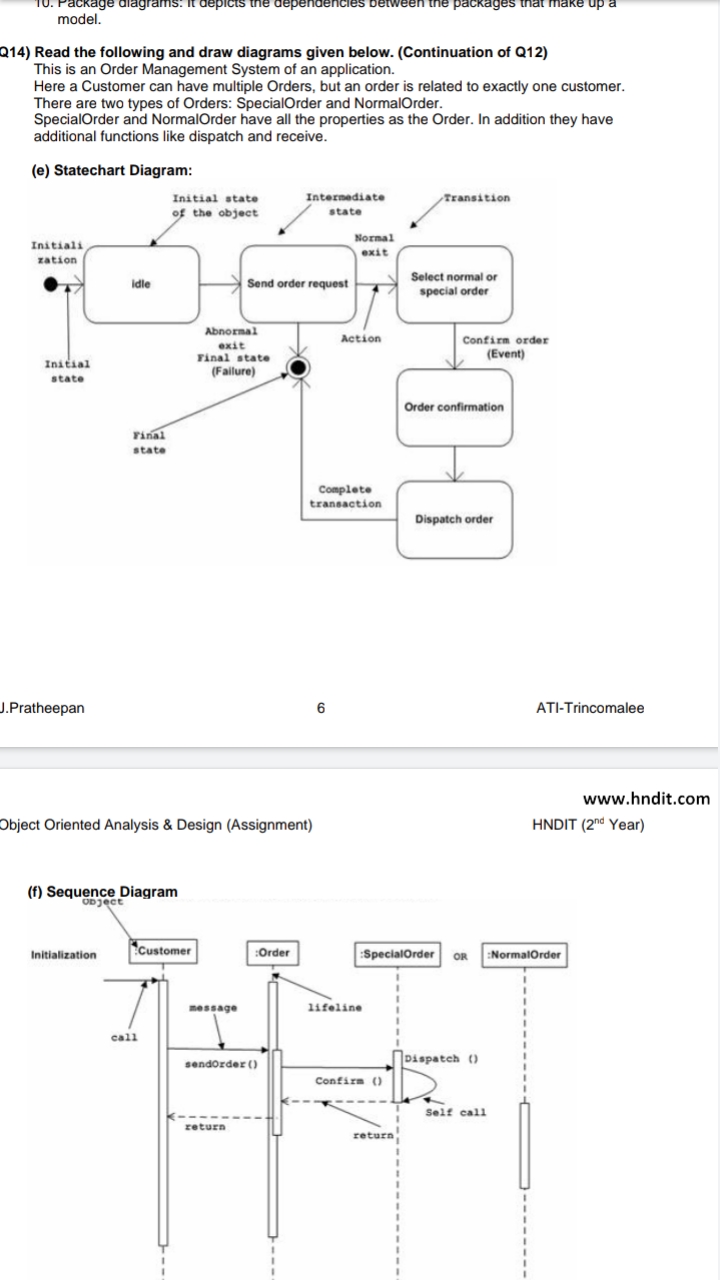 10. Package diagrams: It depicts the dependencies between the packages that make up a
model.
Q14) Read the following and draw diagrams given below. (Continuation of Q12)
This is an Order Management System of an application.
Here a Customer can have multiple Orders, but an order is related to exactly one customer.
There are two types of Orders: SpecialOrder and NormalOrder.
SpecialOrder and NormalOrder have all the properties as the Order. In addition they have
additional functions like dispatch and receive.
(e) Statechart Diagram:
Initial state
of the object
Intermediate
state
Transition
Initiali
zation
Normal
exit
idle
Send order request
Select normal or
special order
Abnormal
exit
Final state
(Failure)
Action
Confirm order
(Event)
Initial
state
Order confirmation
Final
state
Complete
transaction
Dispatch order
J.Pratheepan
6
ATI-Trincomalee
www.hndit.com
Object Oriented Analysis & Design (Assignment)
HNDIT (2nd Year)
(f) Sequence Diagram
Object
Initialization
:Customer
:Order
:SpecialOrder
OR
:NormalOrder
message
lifeline
call
sendOrder()
Dispatch ()
Confirm ()
Self call
return
return